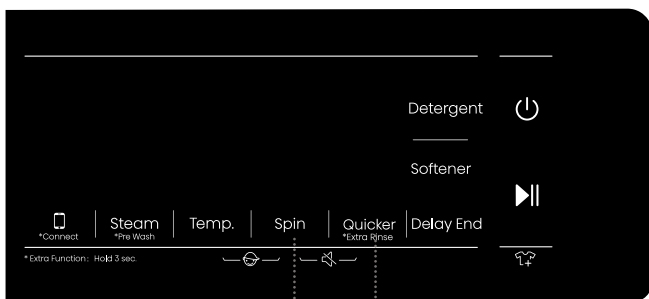 Detergent
Softener
*Connect
Steam
*Pre Wash
Temp.
Spin
Quicker
*Extra Rinse
Delay End
* Extra Function : Hold 3 sec.